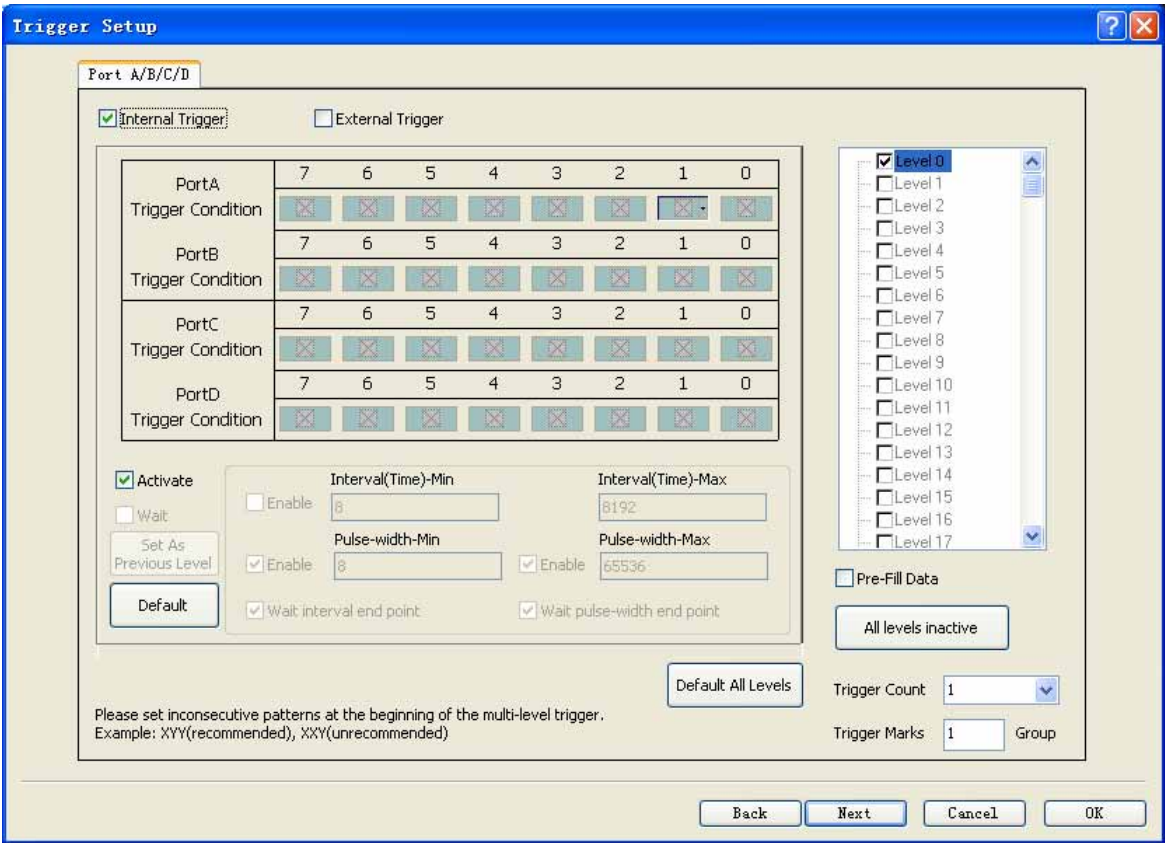 Trigger Setup
Port A/B/C/D
Internal Trigger External Trigger
7 6 5 4 3 2 1 0
PortA
Trigger Condition
7 6 5 4 3 2 1 0
PortB
Trigger Condition
7 6 5 4 3 2 1 0
PortC
Trigger Condition
7 6 5 4 3 2 1 0
PortD
Trigger Condition
Activate
Wait
Set As
Previous Level
Default
Interval(Time)-Min Interval(Time)-Max
Enable 8 8192
Pulse-width-Min Pulse-width-Max
Enable 8 Enable 65536
Wait interval end point Wait pulse-width end point
Default All Levels
Please set inconsecutive patterns at the beginning of the multi-level trigger.
Example: XYY(recommended), XXY(unrecommended)
Level 0
Level 1
Level 2
Level 3
Level 4
Level 5
Level 6
Level 7
Level 8
Level 9
Level 10
Level 11
Level 12
Level 13
Level 14
Level 15
Level 16
Level 17
Pre-Fill Data
All levels inactive
Trigger Count 1
Trigger Marks 1 Group
Back Next Cancel OK